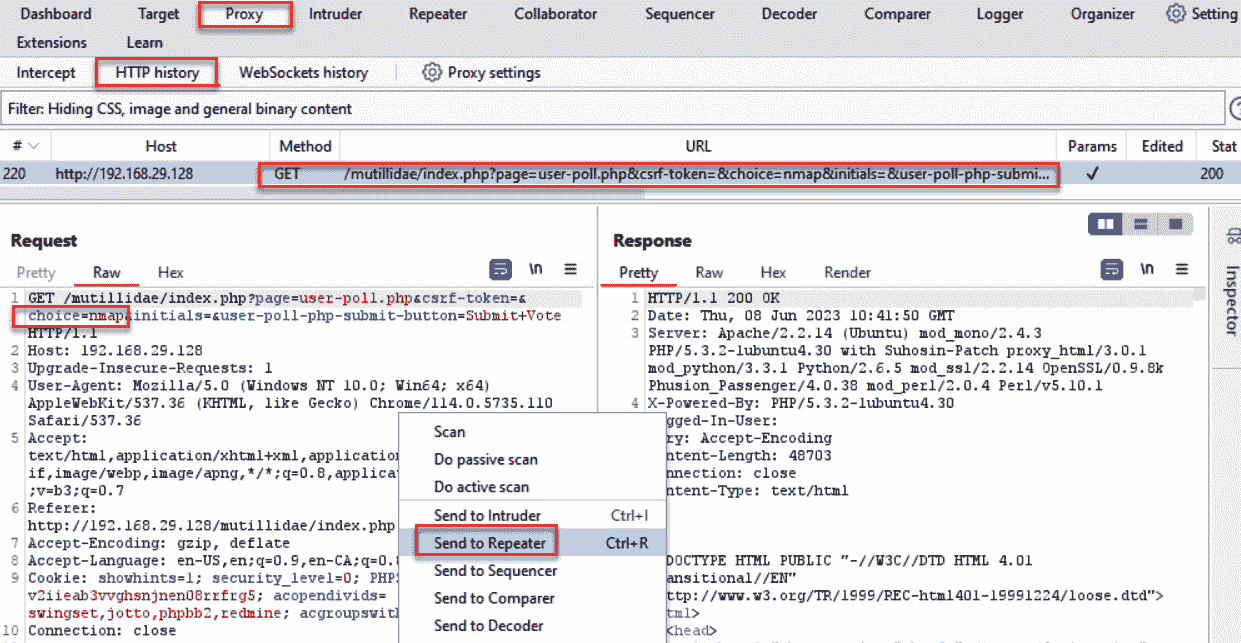 Dashboard Target Proxy Intruder Repeater Collaborator Sequencer Decoder Comparer Logger Organizer Setting
Extensions Learn
Intercept HTTP history WebSockets history Proxy settings
Filter: Hiding CSS, image and general binary content
# Host Method URL Params Edited Stat
220 http://192.168.29.128 GET /mutillidae/index.php?page=user-poll.php&csrf-token=&choice=nmap&initials=&user-poll-php-submi... ✓ 200
Request
Pretty Raw Hex \n
1 GET /mutillidae/index.php?page=user-poll.php&csrf-token=&
choice=nmap&initials=&user-poll-php-submit-button=Submit+Vote
HTTP/1.1
2 Host: 192.168.29.128
3 Upgrade-Insecure-Requests: 1
4 User-Agent: Mozilla/5.0 (Windows NT 10.0; Win64; x64)
AppleWebKit/537.36 (KHTML, like Gecko) Chrome/114.0.5735.110
Safari/537.36
5 Accept:
text/html,application/xhtml+xml,application
if,image/webp,image/apng,*/*;q=0.8,applicat
;v=b3;q=0.7
6 Referer:
http://192.168.29.128/mutillidae/index.php
7 Accept-Encoding: gzip, deflate
8 Accept-Language: en-US,en;q=0.9,en-CA;q=0.8
9 Cookie: showhints=1; security_level=0; PHPS
v2iieab3vvghsnjnen08rrfrg5; acopendivids=
swingset,jotto,phpbb2,redmine; acgroupswith
10 Connection: close
Scan
Do passive scan
Do active scan
Send to Intruder Ctrl+I
Send to Repeater Ctrl+R
Send to Sequencer
Send to Comparer
Send to Decoder
Response
Pretty Raw Hex Render \n
1 HTTP/1.1 200 OK
2 Date: Thu, 08 Jun 2023 10:41:50 GMT
3 Server: Apache/2.2.14 (Ubuntu) mod_mono/2.4.3
PHP/5.3.2-1ubuntu4.30 with Suhosin-Patch proxy_html/3.0.1
mod_python/3.3.1 Python/2.6.5 mod_ssl/2.2.14 OpenSSL/0.9.8k
Phusion_Passenger/4.0.38 mod_perl/2.0.4 Perl/v5.10.1
4 X-Powered-By: PHP/5.3.2-1ubuntu4.30
ogged-In-User:
ry: Accept-Encoding
ntent-Length: 48703
nnection: close
ntent-Type: text/html
DOCTYPE HTML PUBLIC "-//W3C//DTD HTML 4.01
ansitional//EN"
ttp://www.w3.org/TR/1999/REC-html401-19991224/loose.dtd">
tml>
<head>
Inspector